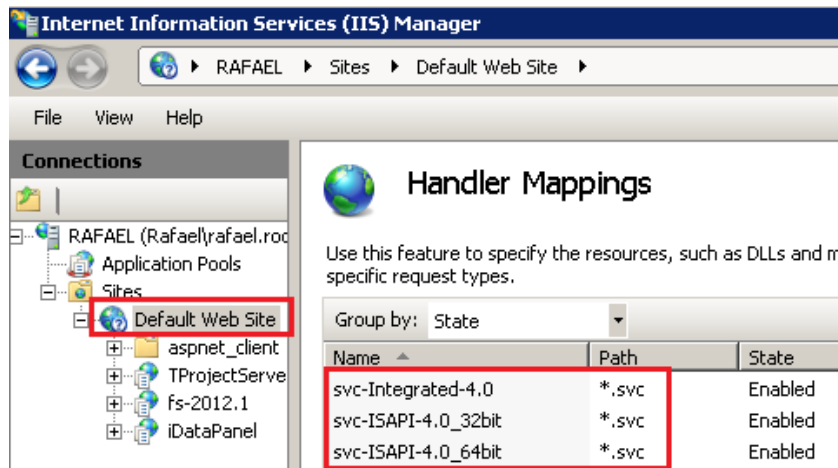 Internet Information Services (IIS) Manager
RAFAEL Sites Default Web Site
File View Help
Connections
RAFAEL (Rafael\rafael.roc
Application Pools
Sites
Default Web Site
aspnet_client
TProjectServe
fs-2012.1
iDataPanel
Handler Mappings
Use this feature to specify the resources, such as DLLs and m
specific request types.
Group by: State
Name Path State
svc-Integrated-4.0 *.svc Enabled
svc-ISAPI-4.0_32bit *.svc Enabled
svc-ISAPI-4.0_64bit *.svc Enabled